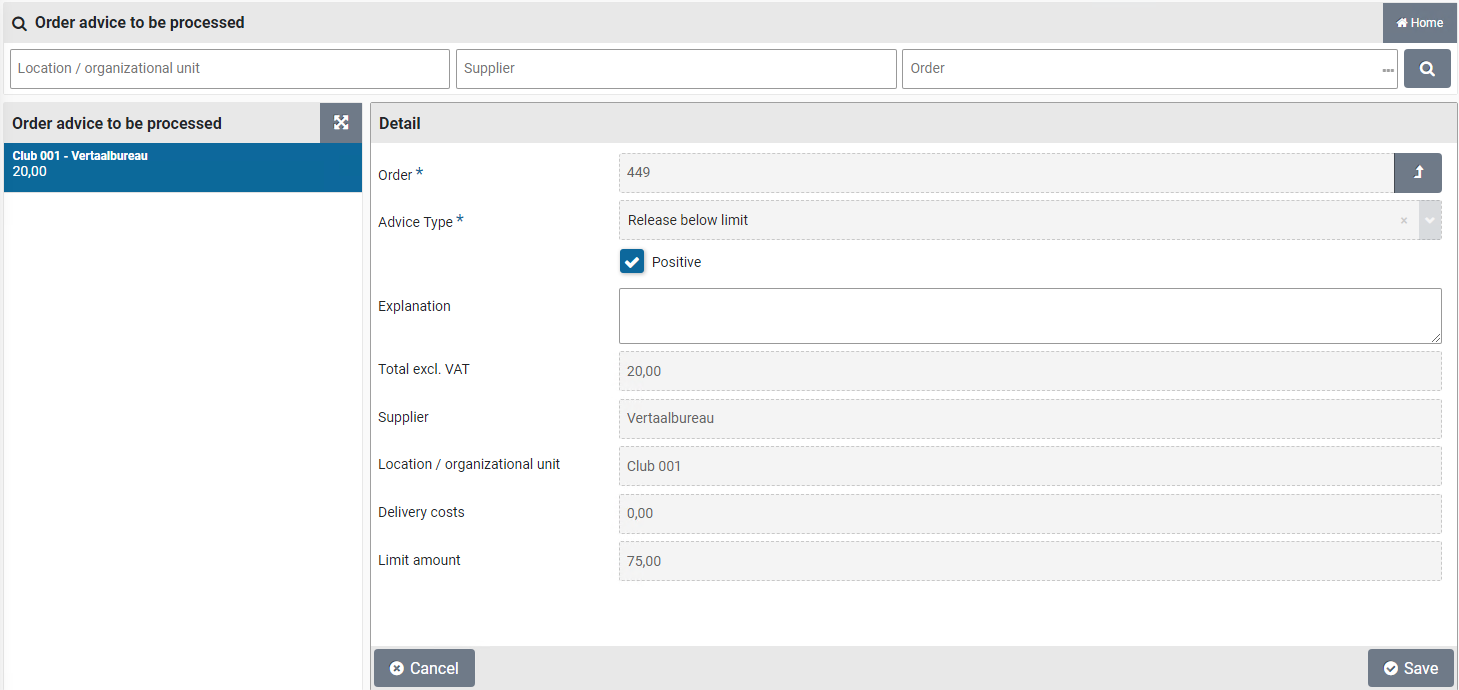 Order advice to be processed
Home
Location / organizational unit
Supplier
Order
...
Order advice to be processed
Club 001 - Vertaalbureau
20,00
Detail
Order *
449
Advice Type *
Release below limit
×
Positive
Explanation
Total excl. VAT
20,00
Supplier
Vertaalbureau
Location / organizational unit
Club 001
Delivery costs
0,00
Limit amount
75,00
Cancel
Save